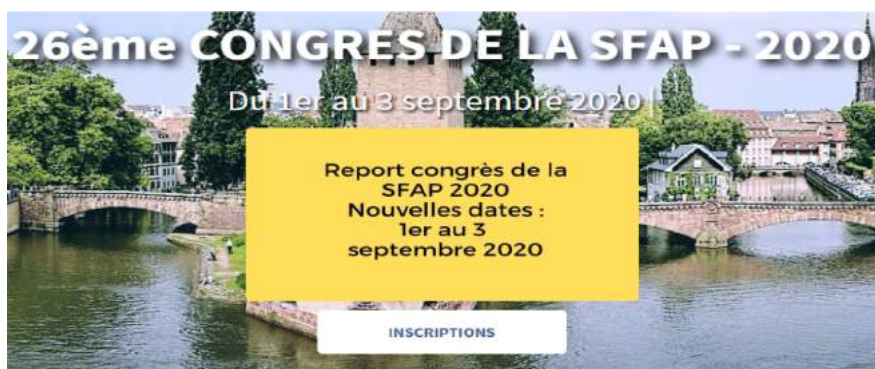 26ème CONGRES DE LA SFAP - 2020
Du 1er au 3 septembre 2020 |
Report congrès de la
SFAP 2020
Nouvelles dates :
1er au 3
septembre 2020
INSCRIPTIONS